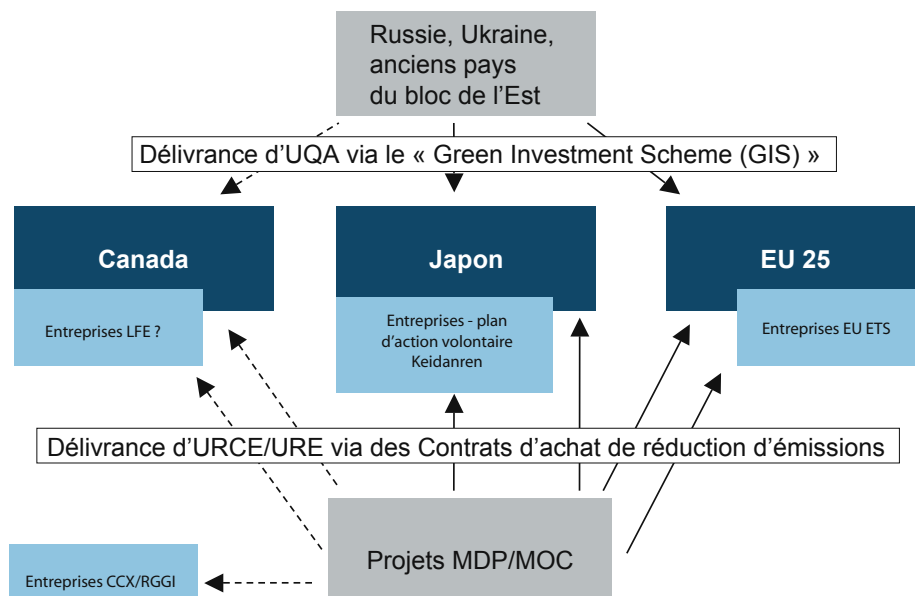 Russie, Ukraine,
anciens pays
du bloc de l’Est
Délivrance d’UQA via le « Green Investment Scheme (GIS) »
Canada
Japon
EU 25
Entreprises LFE ?
Entreprises - plan
d’action volontaire
Keidanren
Entreprises EU ETS
Délivrance d’URCE/URE via des Contrats d’achat de réduction d’émissions
Projets MDP/MOC
Entreprises CCX/RGGI